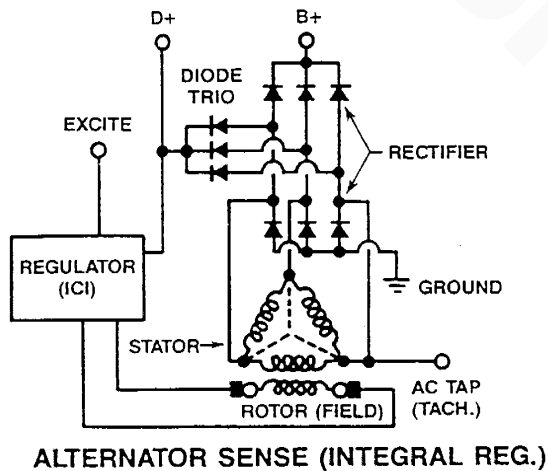 D+
B+
DIODE
TRIO
EXCITE
RECTIFIER
REGULATOR
(ICI)
GROUND
STATOR
ROTOR (FIELD)
AC TAP
(TACH.)
ALTERNATOR SENSE (INTEGRAL REG.)